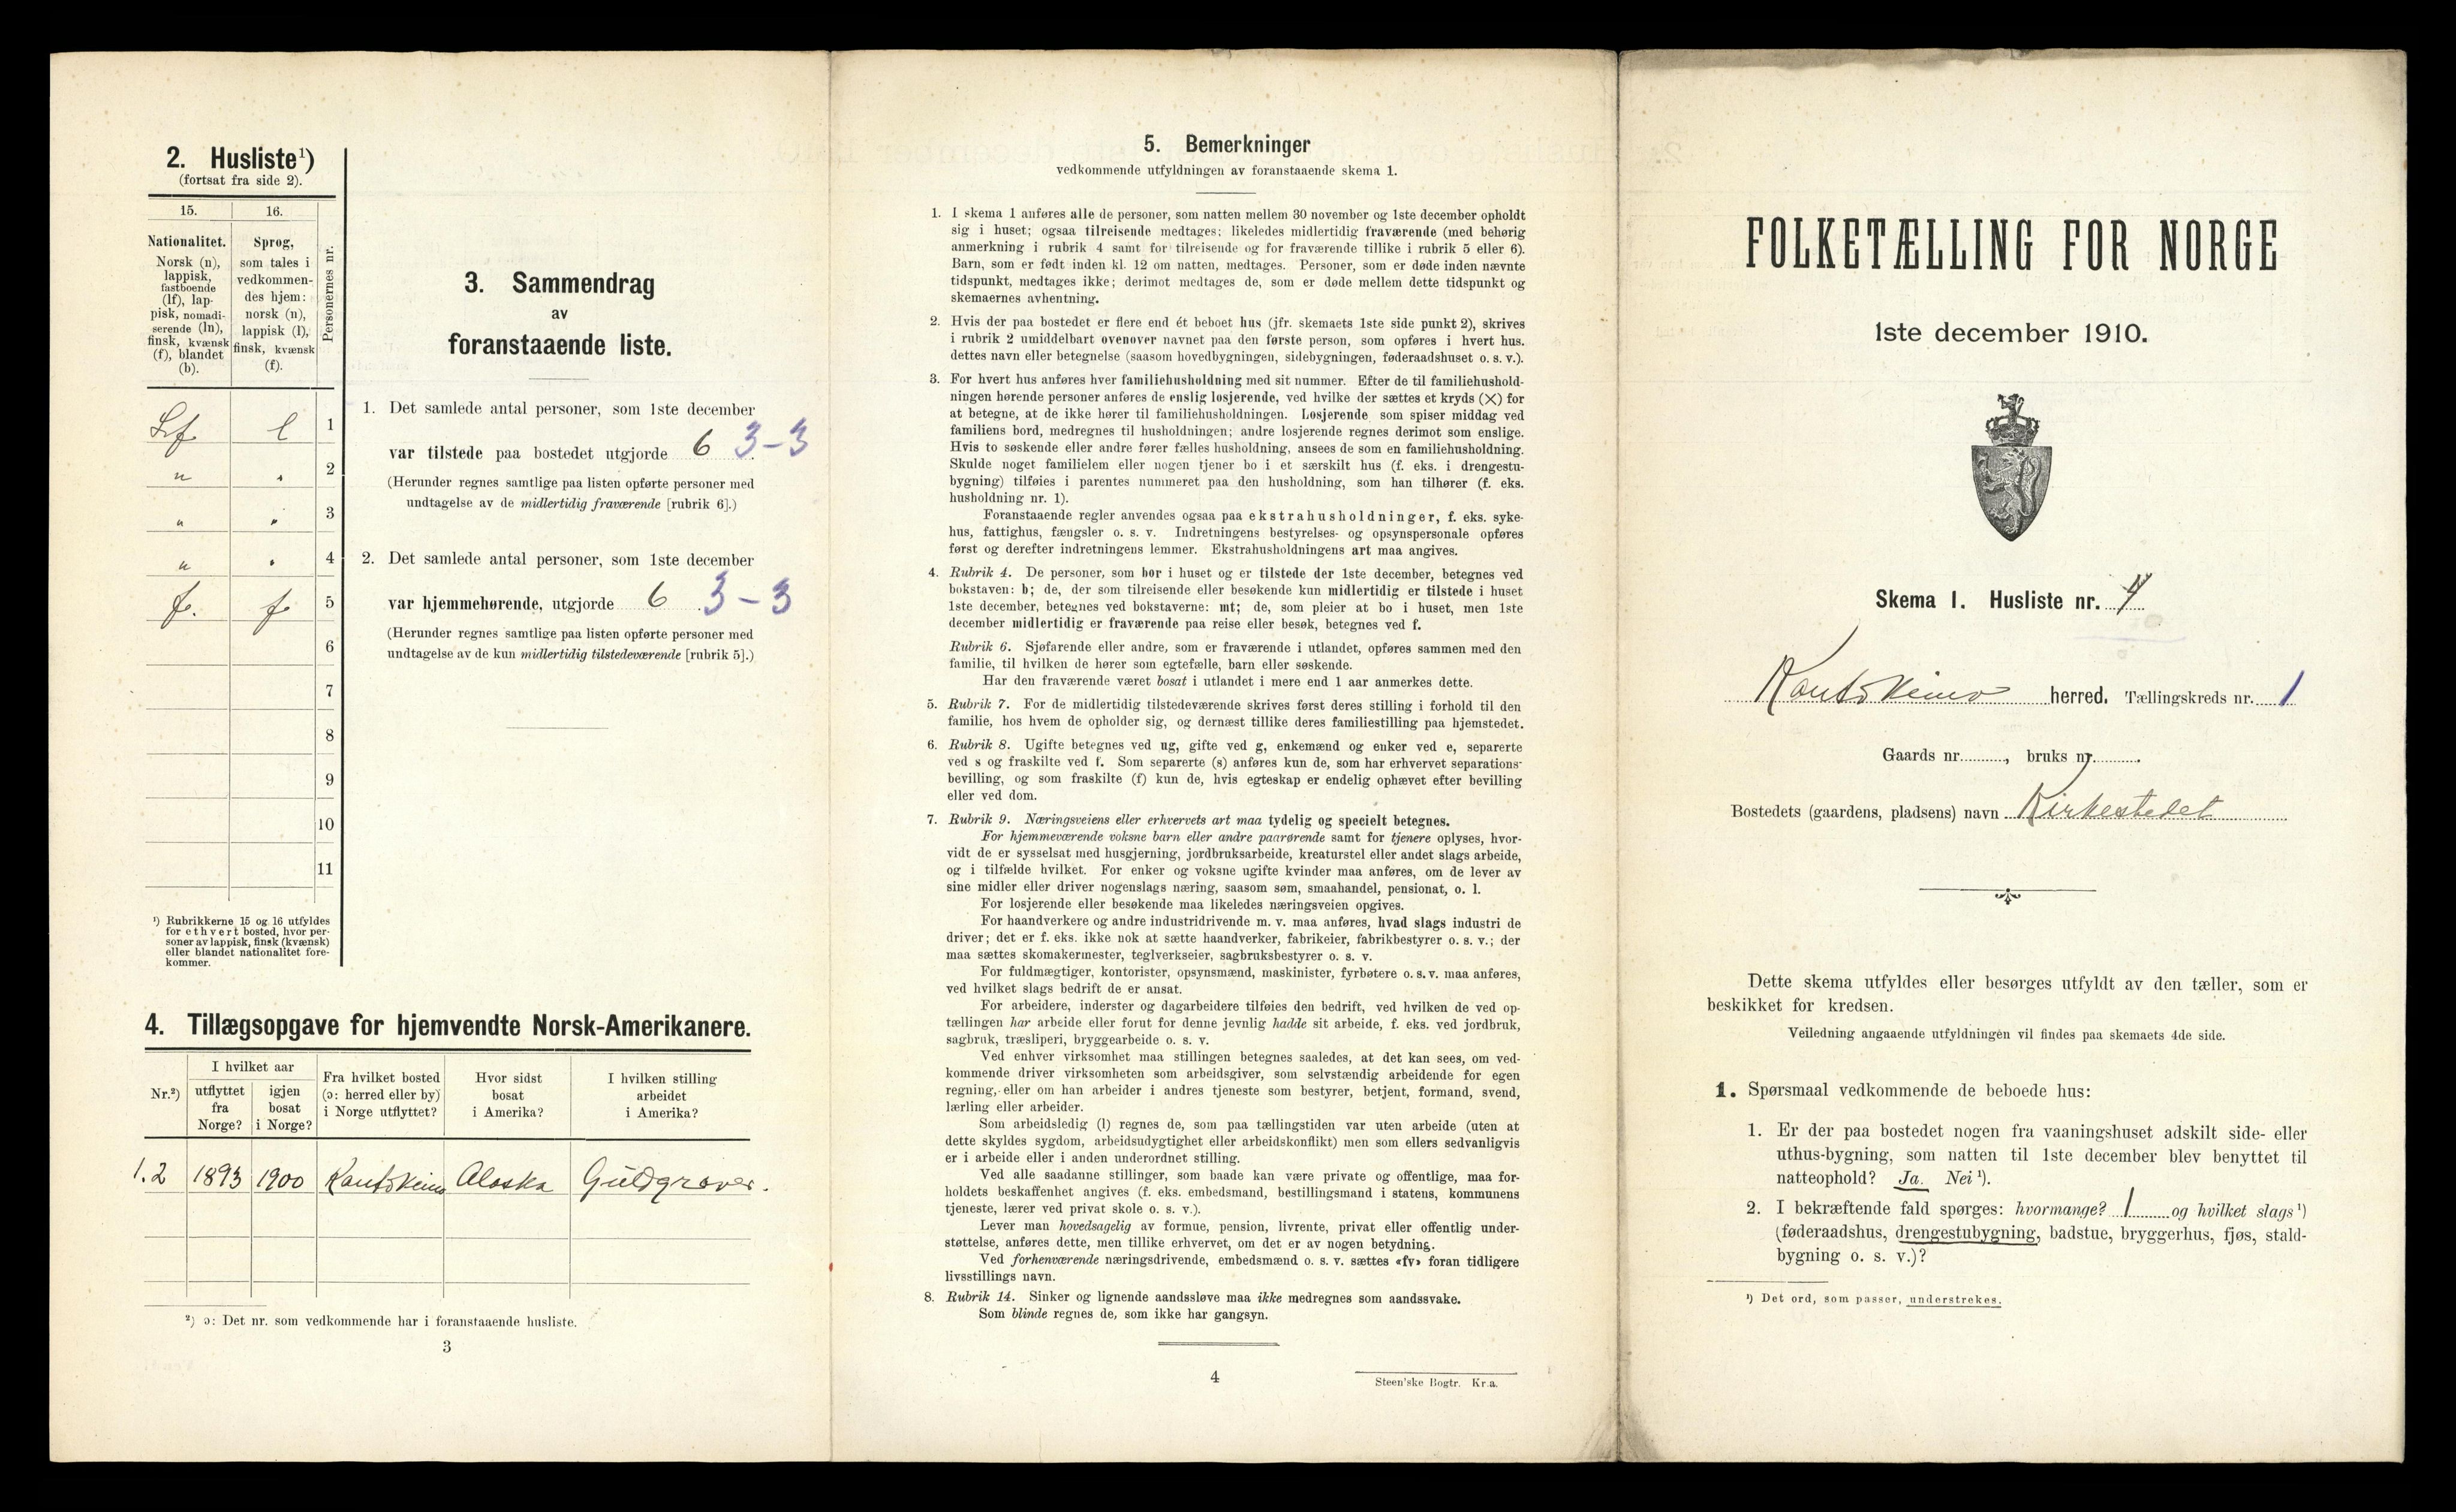 2. Husliste¹)
(fortsat fra side 2).
15.
16.
Personernes nr.
Nationalitet.
Norsk (n),
lappisk,
fastboende
(lf), lap-
pisk, nomadi-
serende (ln),
finsk, kvænsk
(f), blandet
(b).
Sprog,
som tales i
vedkommen-
des hjem:
norsk (n),
lappisk (l),
finsk, kvænsk
(f).
Lf l 1
" " 2
" " 3
" " 4
f. f 5
6
7
8
9
10
11
¹) Rubrikkerne 15 og 16 utfyldes
for ethvert bosted, hvor per-
soner av lappisk, finsk (kvænsk)
eller blandet nationalitet fore-
kommer.
3. Sammendrag
av
foranstaaende liste.
1. Det samlede antal personer, som 1ste december
var tilstede paa bostedet utgjorde 6 3-3
(Herunder regnes samtlige paa listen opførte personer med
undtagelse av de midlertidig fraværende [rubrik 6].)
2. Det samlede antal personer, som 1ste december
var hjemmehørende, utgjorde 6 3-3
(Herunder regnes samtlige paa listen opførte personer med
undtagelse av de kun midlertidig tilstedeværende [rubrik 5].)
4. Tillægsopgave for hjemvendte Norsk-Amerikanere.
Nr.²)
I hvilket aar
utflyttet
fra
Norge?
igjen
bosat
i Norge?
Fra hvilket bosted
(ɔ: herred eller by)
i Norge utflyttet?
Hvor sidst
bosat
i Amerika?
I hvilken stilling
arbeidet
i Amerika?
1.2 1893 1900 Kautokeino Alaska Guldgraver.
²) ɔ: Det nr. som vedkommende har i foranstaaende husliste.
3
5. Bemerkninger
vedkommende utfyldningen av foranstaaende skema 1.
1. I skema 1 anføres alle de personer, som natten mellem 30 november og 1ste december opholdt
sig i huset; ogsaa tilreisende medtages; likeledes midlertidig fraværende (med behørig
anmerkning i rubrik 4 samt for tilreisende og for fraværende tillike i rubrik 5 eller 6).
Barn, som er født inden kl. 12 om natten, medtages. Personer, som er døde inden nævnte
tidspunkt, medtages ikke; derimot medtages de, som er døde mellem dette tidspunkt og
skemaernes avhentning.
2. Hvis der paa bostedet er flere end ét beboet hus (jfr. skemaets 1ste side punkt 2), skrives
i rubrik 2 umiddelbart ovenover navnet paa den første person, som opføres i hvert hus.
dettes navn eller betegnelse (saasom hovedbygningen, sidebygningen, føderaadshuset o. s. v.).
3. For hvert hus anføres hver familiehusholdning med sit nummer. Efter de til familiehushold-
ningen hørende personer anføres de enslig losjerende, ved hvilke der sættes et kryds (×) for
at betegne, at de ikke hører til familiehusholdningen. Losjerende som spiser middag ved
familiens bord, medregnes til husholdningen; andre losjerende regnes derimot som enslige.
Hvis to søskende eller andre fører fælles husholdning, ansees de som en familiehusholdning.
Skulde noget familielem eller nogen tjener bo i et særskilt hus (f. eks. i drengestu-
bygning) tilføies i parentes nummeret paa den husholdning, som han tilhører (f. eks.
husholdning nr. 1).
Foranstaaende regler anvendes ogsaa paa ekstrahusholdninger, f. eks. syke-
hus, fattighus, fængsler o. s. v. Indretningens bestyrelses- og opsynspersonale opføres
først og derefter indretningens lemmer. Ekstrahusholdningens art maa angives.
4. Rubrik 4. De personer, som bor i huset og er tilstede der 1ste december, betegnes ved
bokstaven: b; de, der som tilreisende eller besøkende kun midlertidig er tilstede i huset
1ste december, betegnes ved bokstaverne: mt; de, som pleier at bo i huset, men 1ste
december midlertidig er fraværende paa reise eller besøk, betegnes ved f.
Rubrik 6. Sjøfarende eller andre, som er fraværende i utlandet, opføres sammen med den
familie, til hvilken de hører som egtefælle, barn eller søskende.
Har den fraværende været bosat i utlandet i mere end 1 aar anmerkes dette.
5. Rubrik 7. For de midlertidig tilstedeværende skrives først deres stilling i forhold til den
familie, hos hvem de opholder sig, og dernæst tillike deres familiestilling paa hjemstedet.
6. Rubrik 8. Ugifte betegnes ved ug, gifte ved g, enkemænd og enker ved e, separerte
ved s og fraskilte ved f. Som separerte (s) anføres kun de, som har erhvervet separations-
bevilling, og som fraskilte (f) kun de, hvis egteskap er endelig ophævet efter bevilling
eller ved dom.
7. Rubrik 9. Næringsveiens eller erhvervets art maa tydelig og specielt betegnes.
For hjemmeværende voksne barn eller andre paarørende samt for tjenere oplyses, hvor-
vidt de er sysselsat med husgjerning, jordbruksarbeide, kreaturstel eller andet slags arbeide,
og i tilfælde hvilket. For enker og voksne ugifte kvinder maa anføres, om de lever av
sine midler eller driver nogenslags næring, saasom søm, smaahandel, pensionat, o. l.
For losjerende eller besøkende maa likeledes næringsveien opgives.
For haandverkere og andre industridrivende m. v. maa anføres, hvad slags industri de
driver; det er f. eks. ikke nok at sætte haandverker, fabrikeier, fabrikbestyrer o. s. v.; der
maa sættes skomakermester, teglverkseier, sagbruksbestyrer o. s. v.
For fuldmægtiger, kontorister, opsynsmænd, maskinister, fyrbøtere o. s. v. maa anføres,
ved hvilket slags bedrift de er ansat.
For arbeidere, inderster og dagarbeidere tilføies den bedrift, ved hvilken de ved op-
tællingen har arbeide eller forut for denne jevnlig hadde sit arbeide, f. eks. ved jordbruk,
sagbruk, træsliperi, bryggearbeide o. s. v.
Ved enhver virksomhet maa stillingen betegnes saaledes, at det kan sees, om ved-
kommende driver virksomheten som arbeidsgiver, som selvstændig arbeidende for egen
regning, eller om han arbeider i andres tjeneste som bestyrer, betjent, formand, svend,
lærling eller arbeider.
Som arbeidsledig (l) regnes de, som paa tællingstiden var uten arbeide (uten at
dette skyldes sygdom, arbeidsudygtighet eller arbeidskonflikt) men som ellers sedvanligvis
er i arbeide eller i anden underordnet stilling.
Ved alle saadanne stillinger, som baade kan være private og offentlige, maa for-
holdets beskaffenhet angives (f. eks. embedsmand, bestillingsmand i statens, kommunens
tjeneste, lærer ved privat skole o. s. v.).
Lever man hovedsagelig av formue, pension, livrente, privat eller offentlig under-
støttelse, anføres dette, men tillike erhvervet, om det er av nogen betydning.
Ved forhenværende næringsdrivende, embedsmænd o. s. v. sættes «fv» foran tidligere
livsstillings navn.
8. Rubrik 14. Sinker og lignende aandssløve maa ikke medregnes som aandssvake.
Som blinde regnes de, som ikke har gangsyn.
4
Steen'ske Bogtr. Kr.a.
FOLKETÆLLING FOR NORGE
1ste december 1910.
Skema 1. Husliste nr. 4
Kautokeino herred. Tællingskreds nr. 1
Gaards nr. , bruks nr. .
Bostedets (gaardens, pladsens) navn Kirkestedet
Dette skema utfyldes eller besørges utfyldt av den tæller, som er
beskikket for kredsen.
Veiledning angaaende utfyldningen vil findes paa skemaets 4de side.
1. Spørsmaal vedkommende de beboede hus:
1. Er der paa bostedet nogen fra vaaningshuset adskilt side- eller
uthus-bygning, som natten til 1ste december blev benyttet til
natteophold? Ja. Nei ¹).
2. I bekræftende fald spørges: hvormange? 1 og hvilket slags ¹)
(føderaadshus, drengestubygning, badstue, bryggerhus, fjøs, stald-
bygning o. s. v.)?
¹) Det ord, som passer, understrekes.